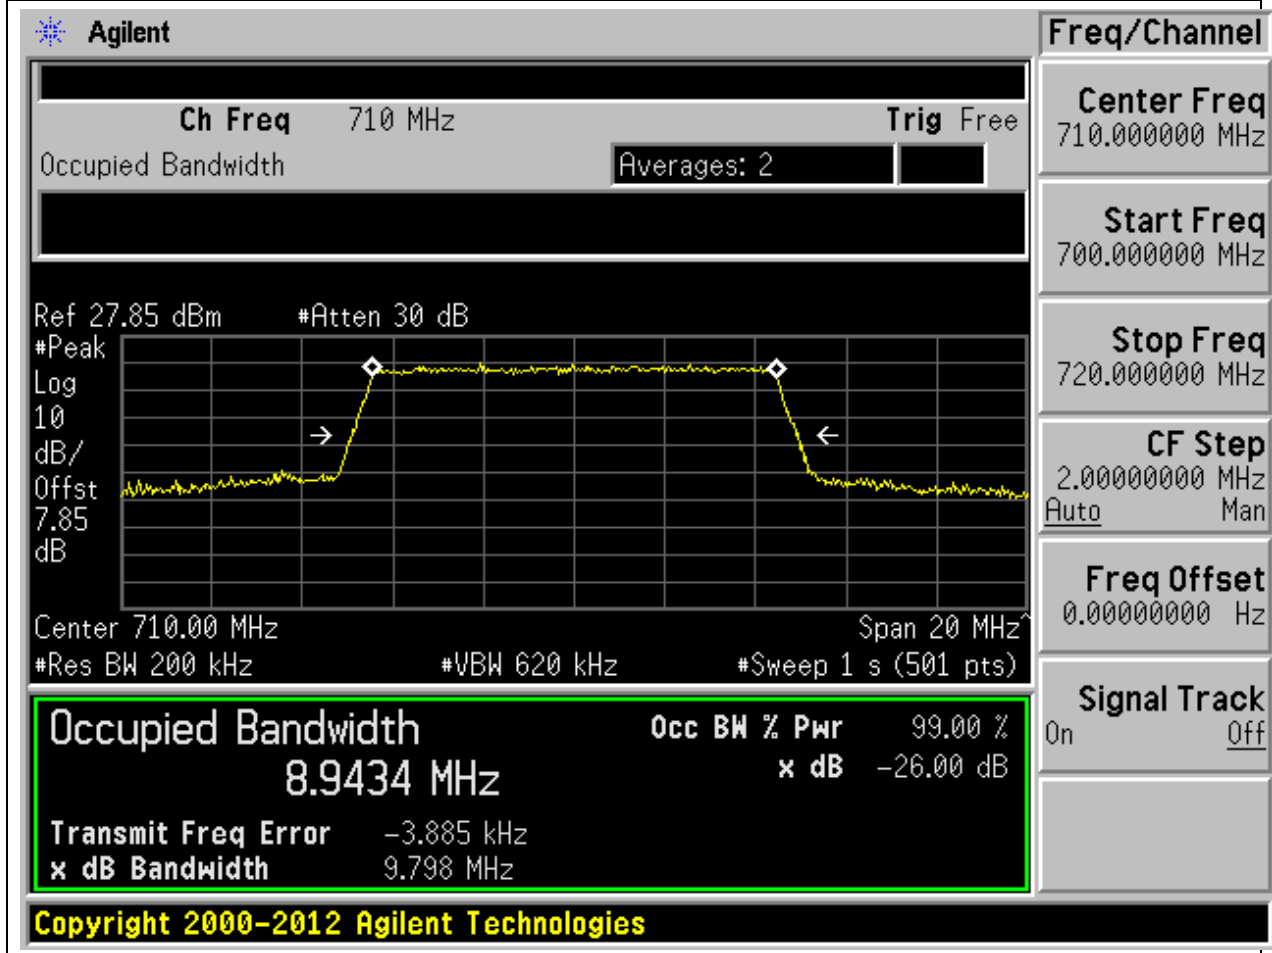 Agilent
Freq/Channel
Ch Freq 710 MHz Trig Free
Occupied Bandwidth Averages: 2
Center Freq
710.000000 MHz
Start Freq
700.000000 MHz
Stop Freq
720.000000 MHz
CF Step
2.00000000 MHz
Auto Man
Freq Offset
0.00000000 Hz
Signal Track
On Off
Ref 27.85 dBm #Atten 30 dB
#Peak
Log
10
dB/
Offst
7.85
dB
Center 710.00 MHz Span 20 MHz^
#Res BW 200 kHz #VBW 620 kHz #Sweep 1 s (501 pts)
Occupied Bandwidth Occ BW % Pwr 99.00 %
8.9434 MHz x dB -26.00 dB
Transmit Freq Error -3.885 kHz
x dB Bandwidth 9.798 MHz
Copyright 2000-2012 Agilent Technologies